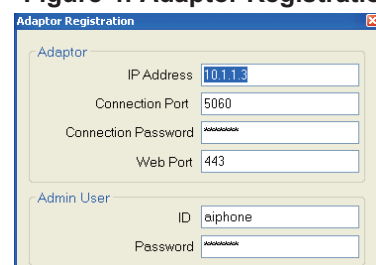 Figure 4. Adaptor Registratio
Adaptor Registration
Adaptor
IP Address 10.1.1.3
Connection Port 5060
Connection Password ********
Web Port 443
Admin User
ID aiphone
Password ********